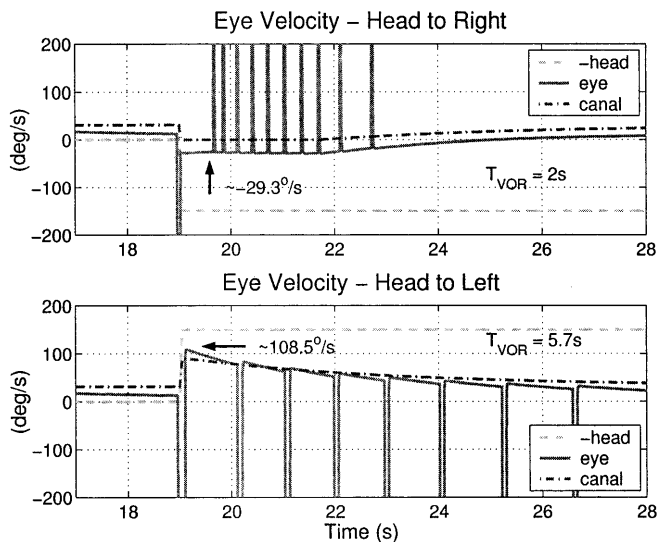 Eye Velocity – Head to Right
200
100
0
−100
−200
(deg/s)
-head
eye
canal
~-29.3°/s
T_VOR = 2s
18
20
22
24
26
28
Eye Velocity – Head to Left
200
100
0
−100
−200
(deg/s)
~108.5°/s
T_VOR = 5.7s
-head
eye
canal
18
20
22
24
26
28
Time (s)